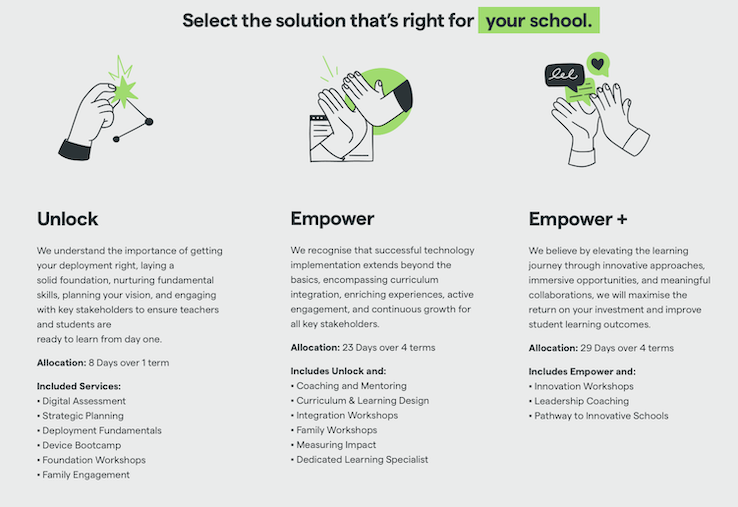 Select the solution that's right for your school.
lel
Unlock
We understand the importance of getting
your deployment right, laying a
solid foundation, nurturing fundamental
skills, planning your vision, and engaging
with key stakeholders to ensure teachers
and students are
ready to learn from day one.
Allocation: 8 Days over 1 term
Included Services:
• Digital Assessment
• Strategic Planning
• Deployment Fundamentals
• Device Bootcamp
• Foundation Workshops
• Family Engagement
Empower
We recognise that successful technology
implementation extends beyond the
basics, encompassing curriculum
integration, enriching experiences, active
engagement, and continuous growth for
all key stakeholders.
Allocation: 23 Days over 4 terms
Includes Unlock and:
• Coaching and Mentoring
• Curriculum & Learning Design
• Integration Workshops
• Family Workshops
• Measuring Impact
• Dedicated Learning Specialist
Empower +
We believe by elevating the learning
journey through innovative approaches,
immersive opportunities, and meaningful
collaborations, we will maximise the
return on your investment and improve
student learning outcomes.
Allocation: 29 Days over 4 terms
Includes Empower and:
• Innovation Workshops
• Leadership Coaching
• Pathway to Innovative Schools